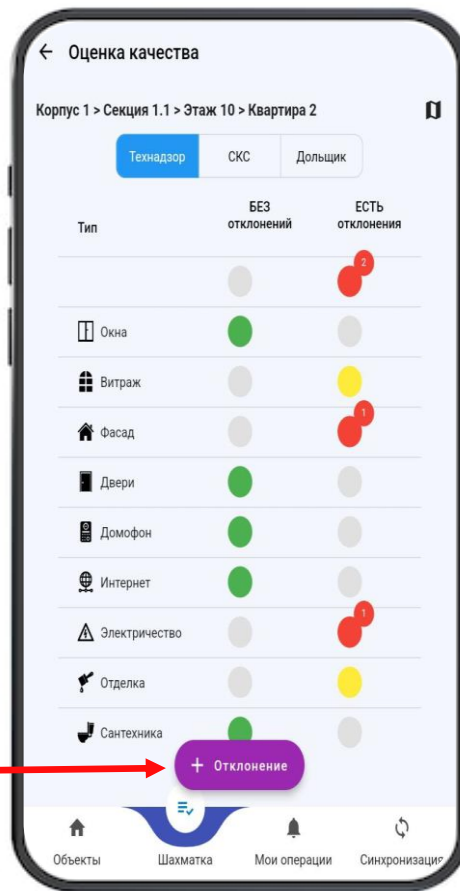 Оценка качества
Корпус 1 > Секция 1.1 > Этаж 10 > Квартира 2
Технадзор СКС Дольщик
Тип БЕЗ отклонений ЕСТЬ отклонения
2
Окна
Витраж
1
Фасад
Двери
Домофон
Интернет
1
Электричество
Отделка
Сантехника
+ Отклонение
Объекты Шахматка Мои операции Синхронизация